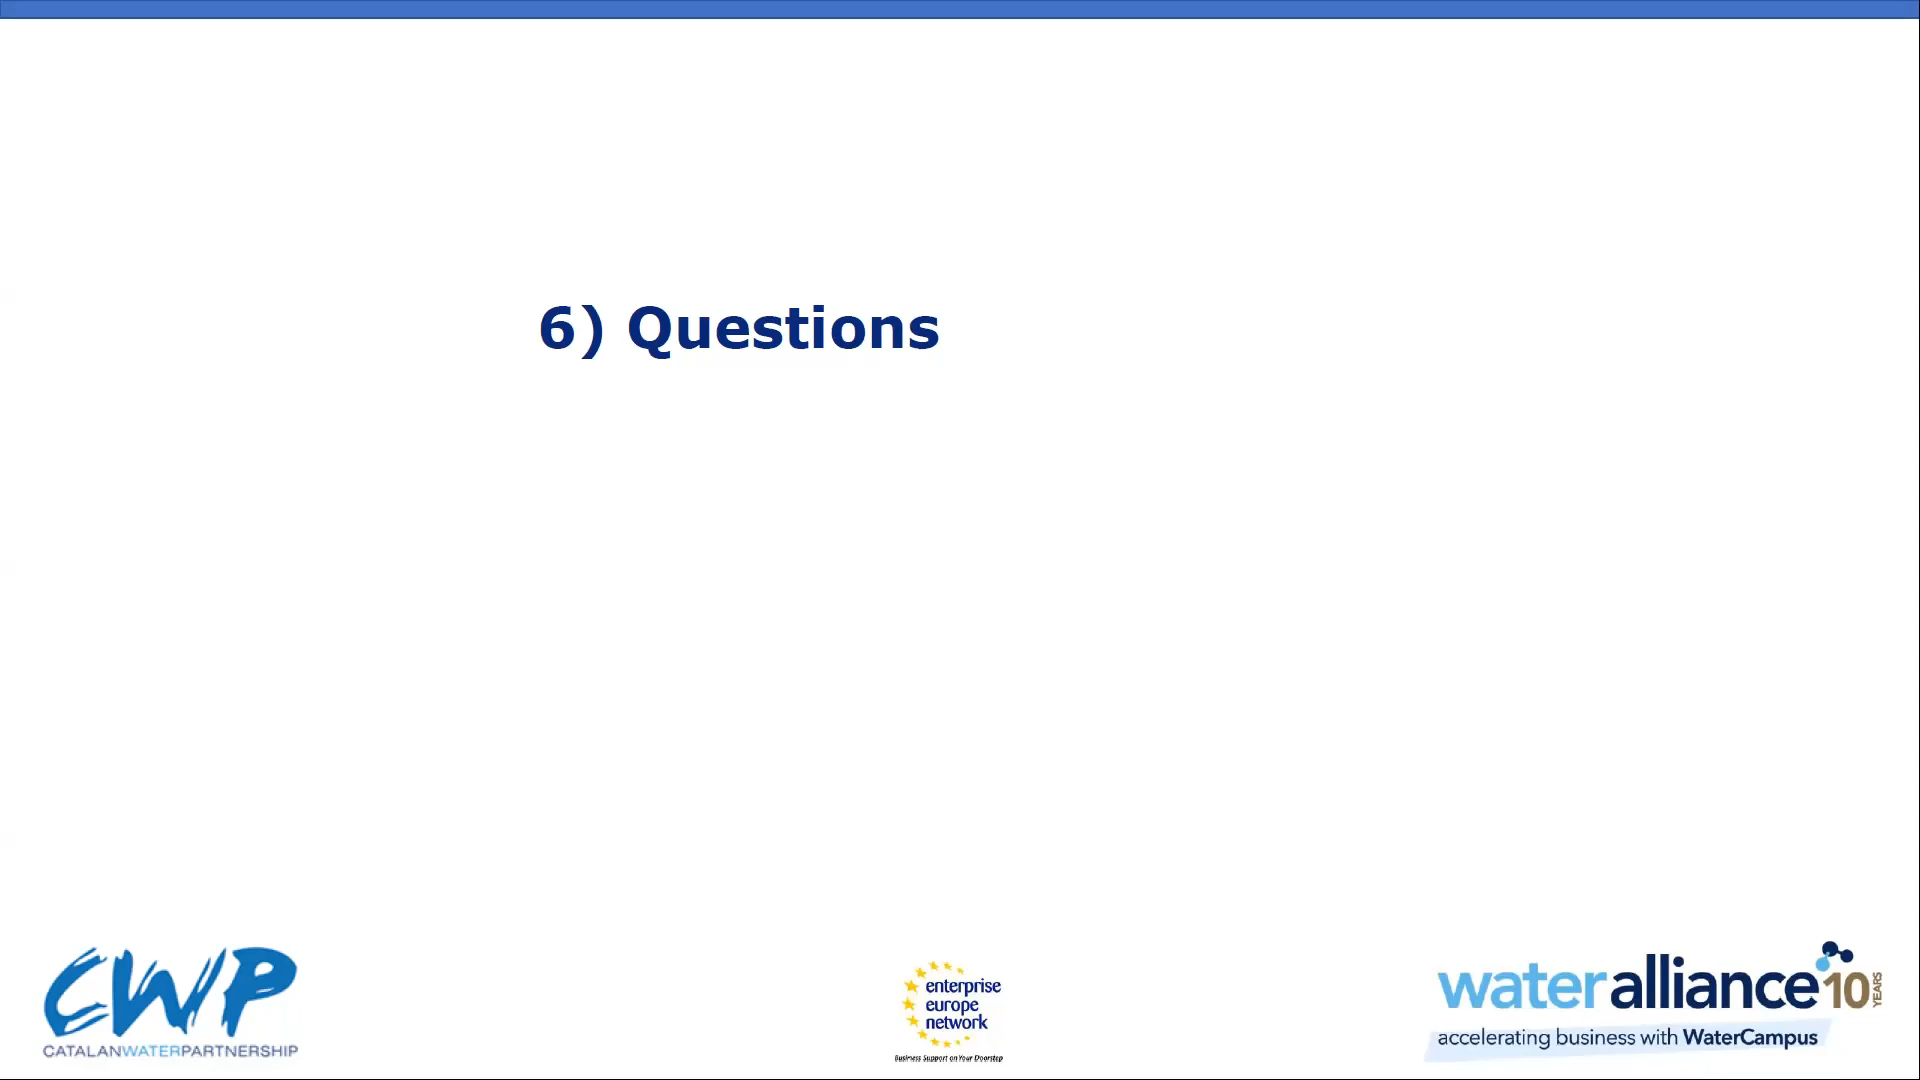 6) Questions
CWP
CATALANWATERPARTNERSHIP
enterprise
europe
network
Business Support on Your Doorstep
wateralliance 10 YEARS
accelerating business with WaterCampus